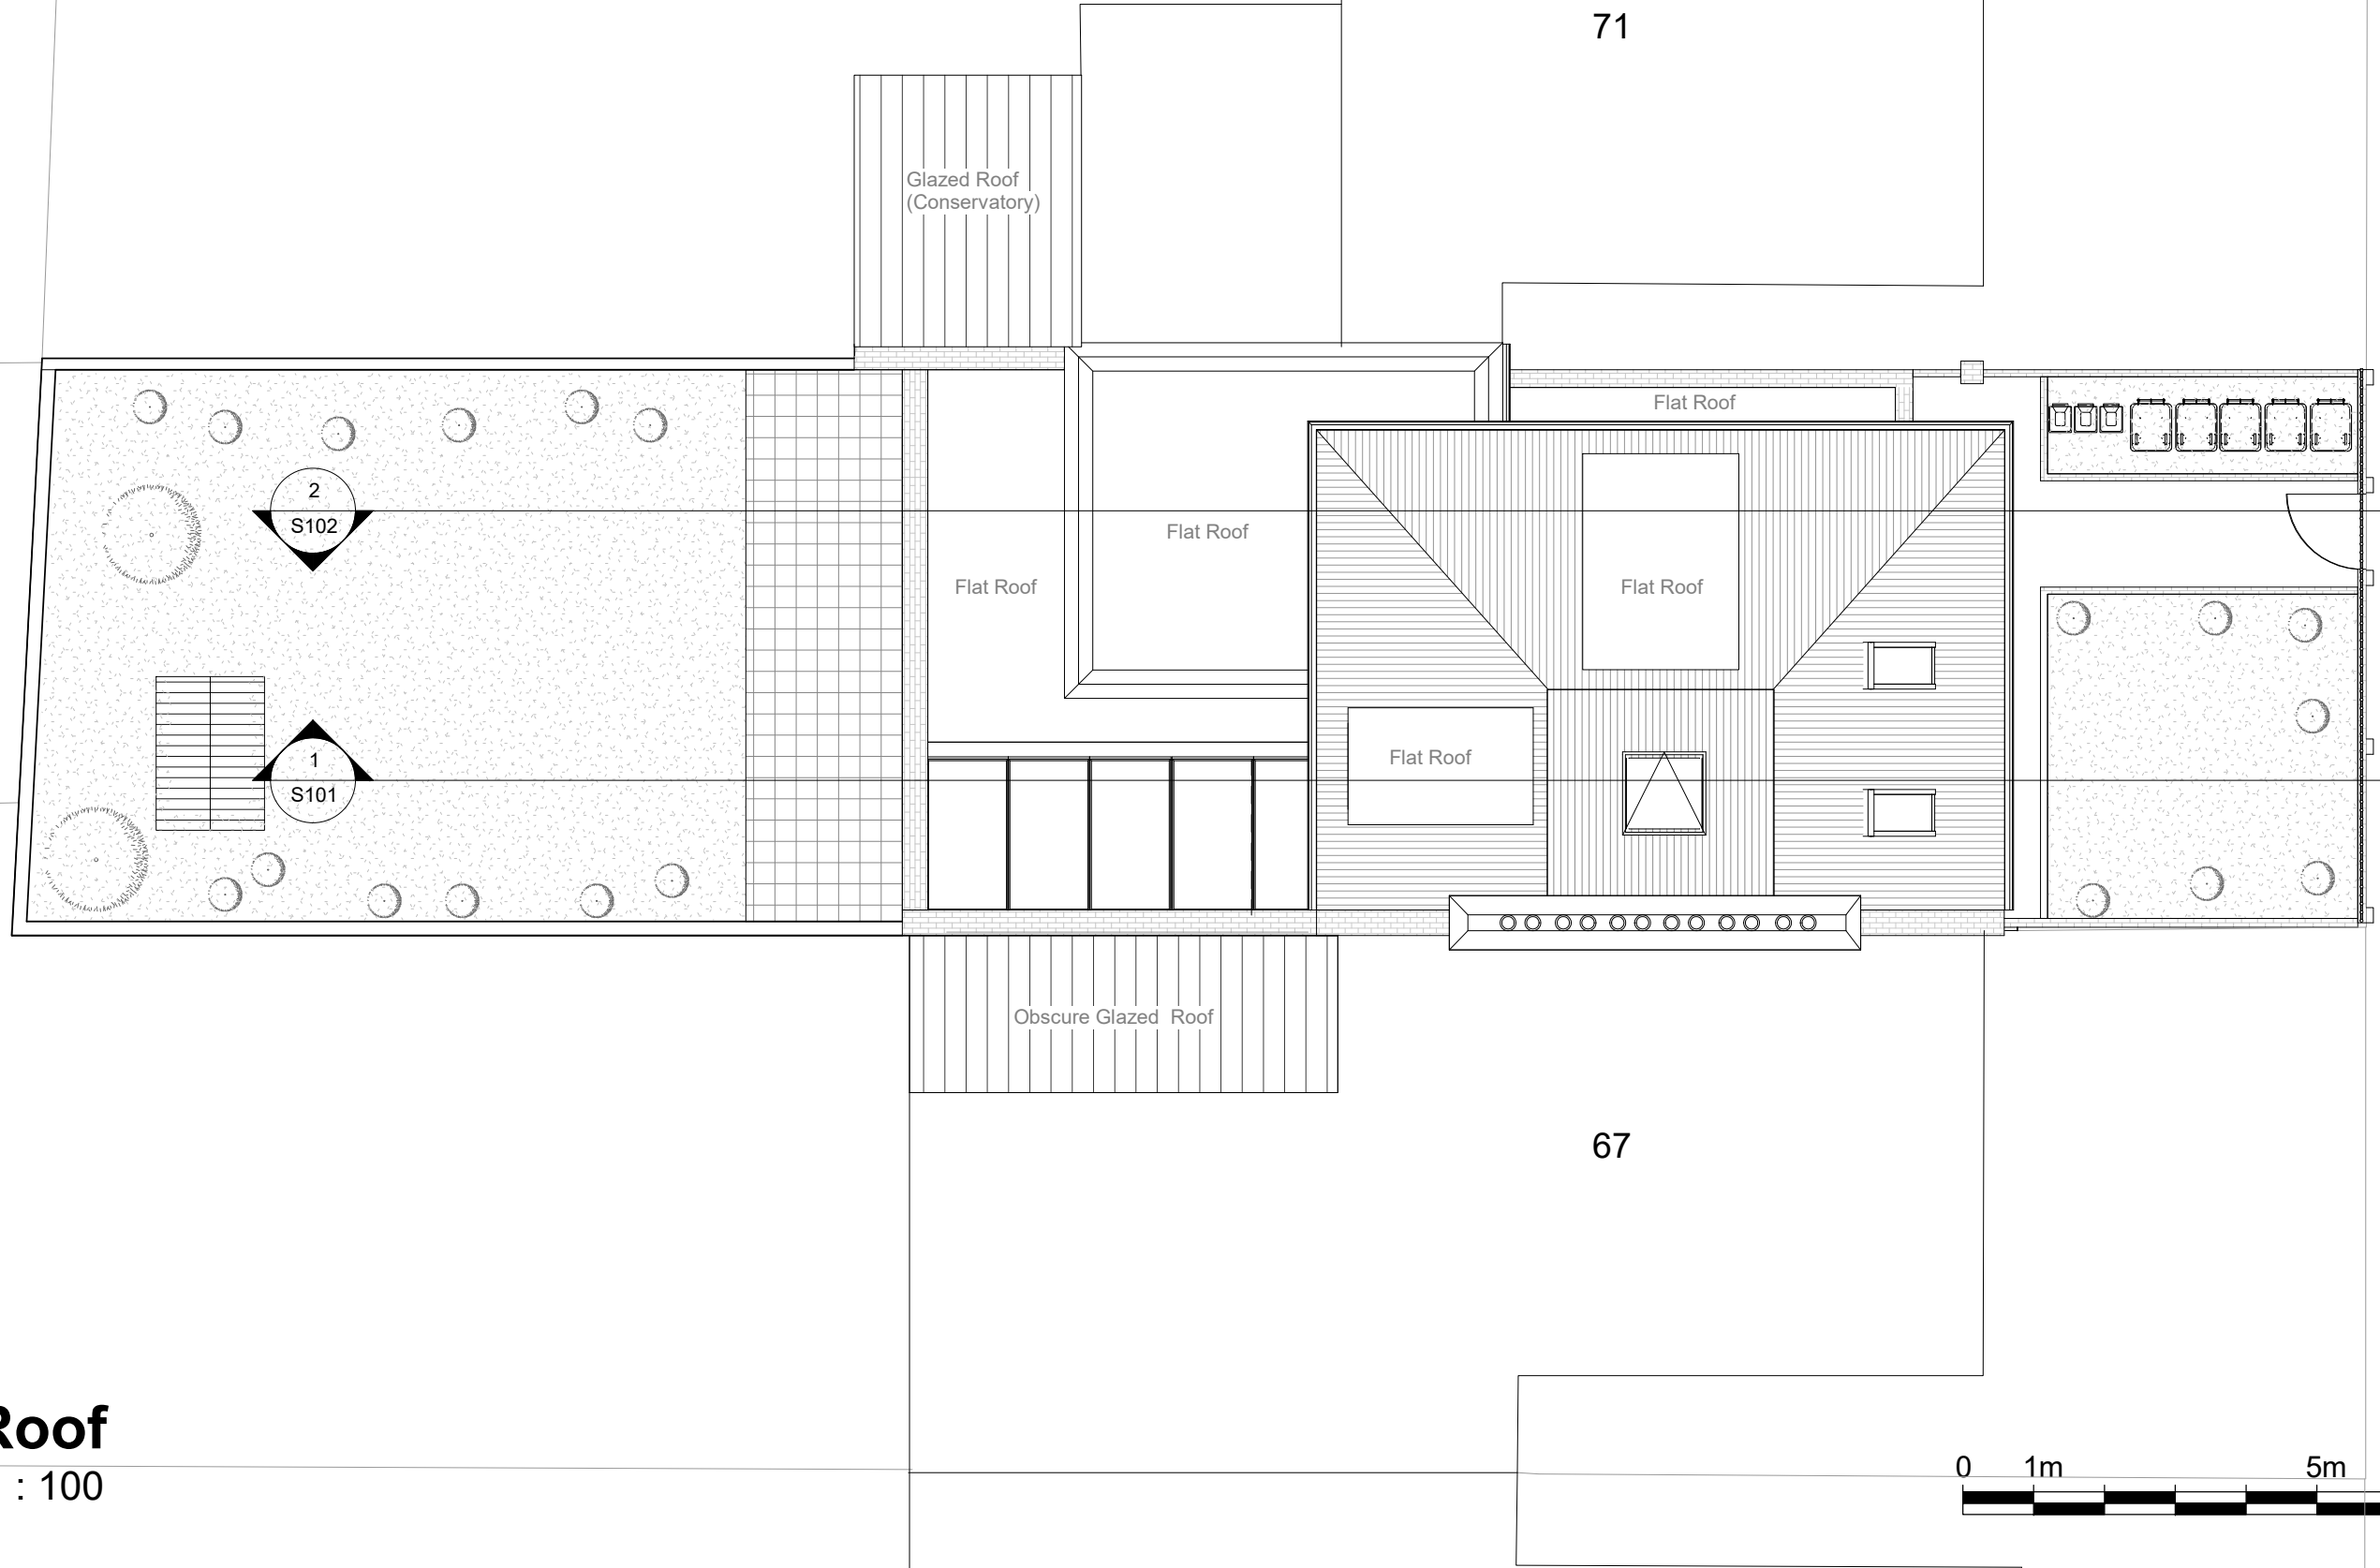 71
Glazed Roof
(Conservatory)
Flat Roof
2
S102
Flat Roof
Flat Roof
Flat Roof
Flat Roof
1
S101
Obscure Glazed Roof
67
Roof
: 100
0 1m 5m